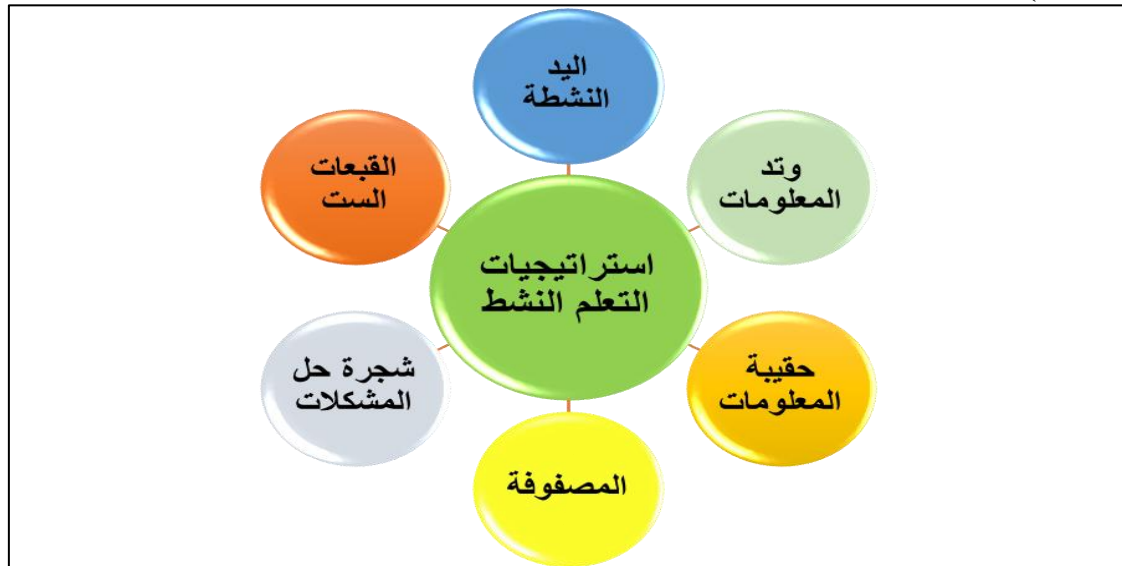 اليد
النشطة
وتد
المعلومات
حقيبة
المعلومات
المصفوفة
شجرة حل
المشكلات
القبعات
الست
استراتيجيات
التعلم النشط